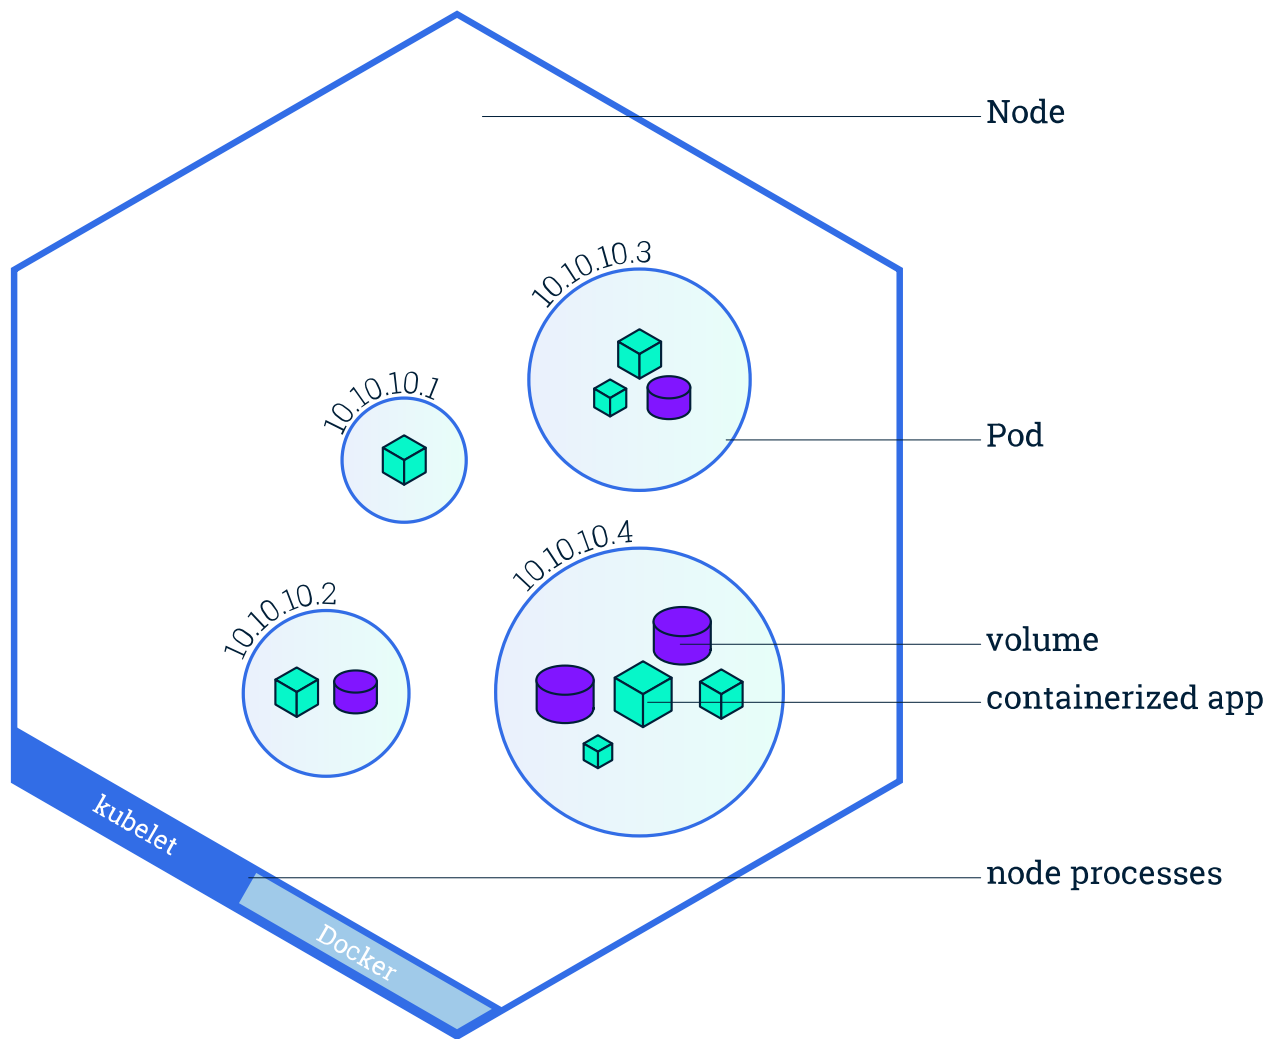 Node
10.10.10.3
10.10.10.1
Pod
10.10.10.4
10.10.10.2
volume
containerized app
kubelet
node processes
Docker